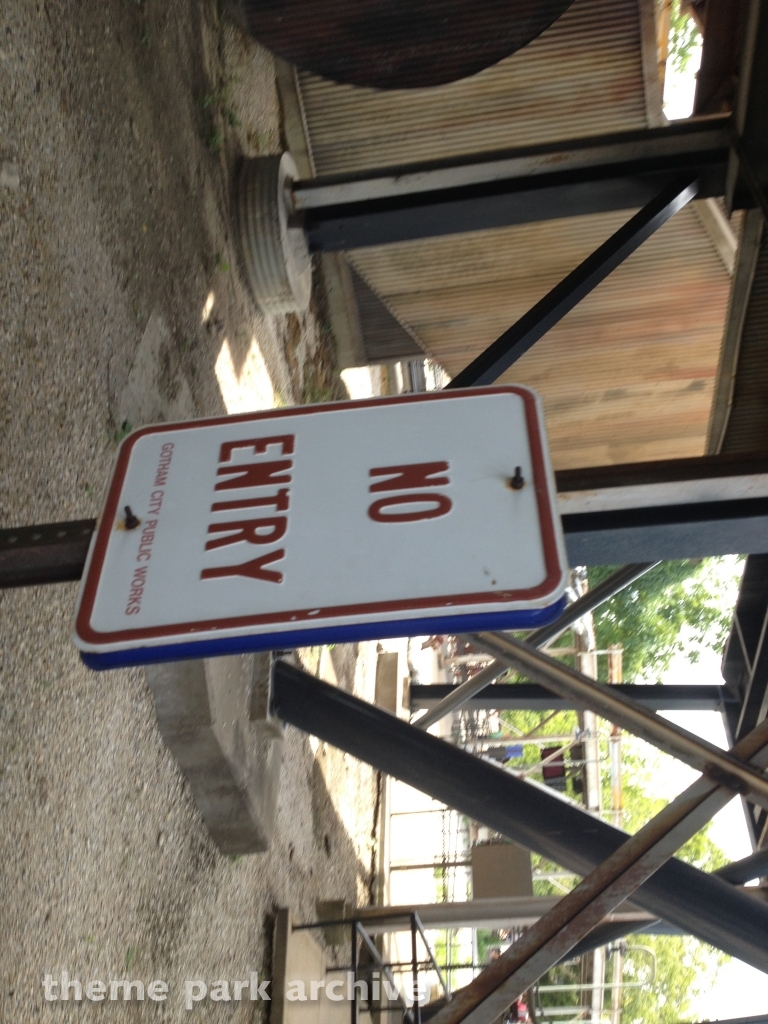 NO
ENTRY
GOTHAM CITY PUBLIC WORKS
theme park archive